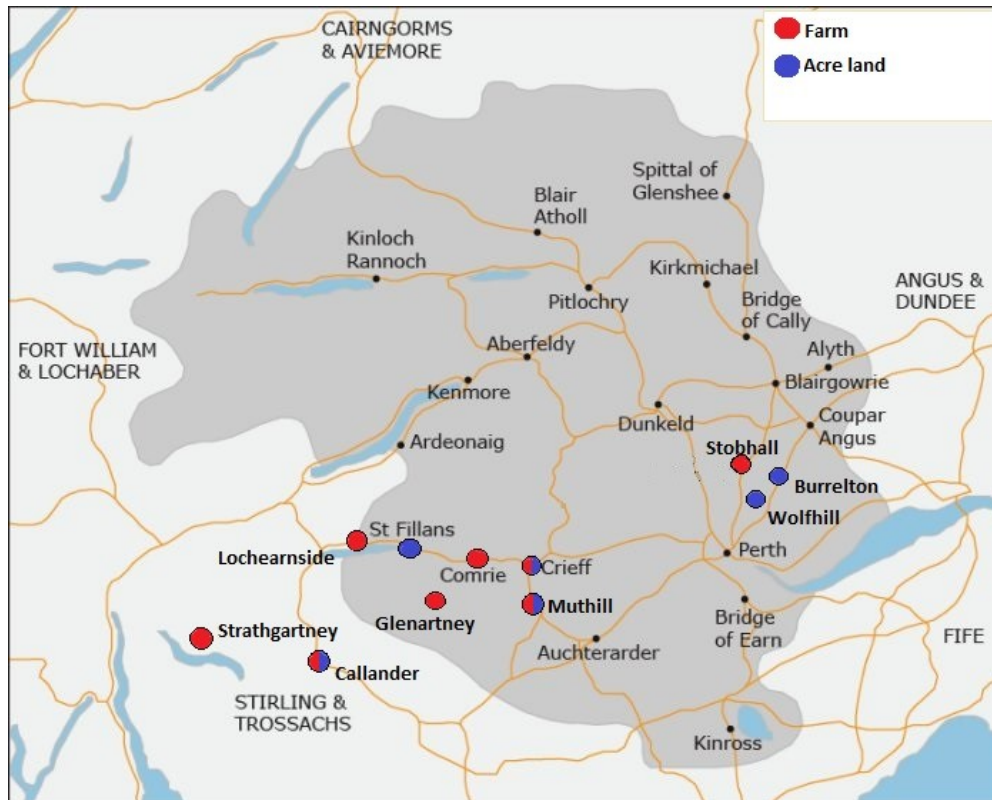 CAIRNGORMS
& AVIEMORE
Farm
Acre land
Spittal of
Glenshee
Blair
Atholl
Kinloch
Rannoch
Kirkmichael
ANGUS &
DUNDEE
Pitlochry
Bridge
of Cally
FORT WILLIAM
& LOCHABER
Aberfeldy
Alyth
Kenmore
Blairgowrie
Dunkeld
Coupar
Angus
Ardeonaig
Stobhall
Burrelton
Wolfhill
St Fillans
Lochearnside
Perth
Comrie
Crieff
Muthill
Glenartney
Strathgartney
Bridge
of Earn
FIFE
Auchterarder
Callander
STIRLING &
TROSSACHS
Kinross